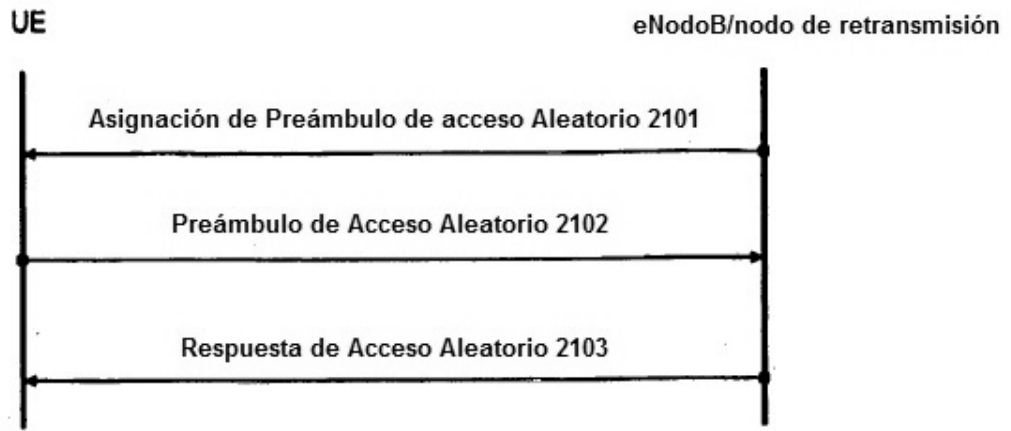 UE
eNodoB/nodo de retransmisión
Asignación de Preámbulo de acceso Aleatorio 2101
Preámbulo de Acceso Aleatorio 2102
Respuesta de Acceso Aleatorio 2103